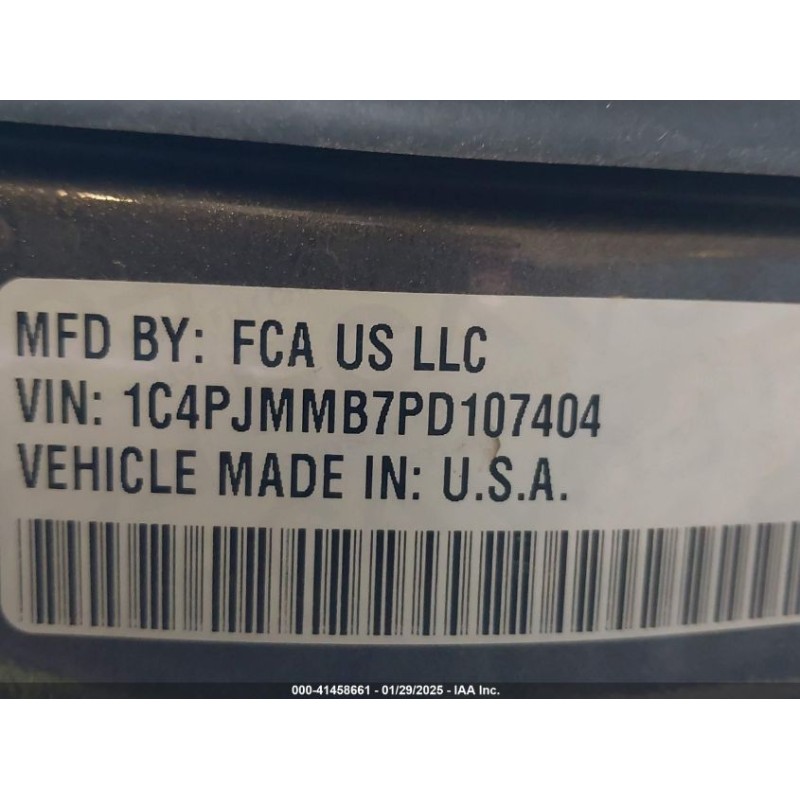 MFD BY: FCA US LLC
VIN: 1C4PJMMB7PD107404
VEHICLE MADE IN: U.S.A.
000-41458661 - 01/29/2025 - IAA Inc.